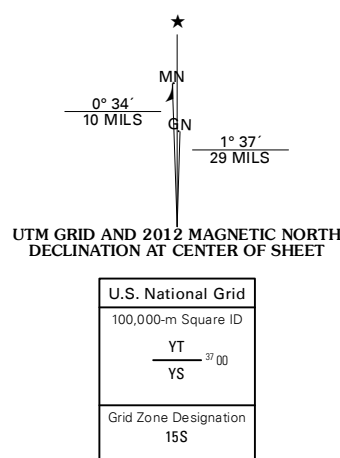 ★
MN
0° 34´
10 MILS
GN
1° 37´
29 MILS
UTM GRID AND 2012 MAGNETIC NORTH
DECLINATION AT CENTER OF SHEET
U.S. National Grid
100,000-m Square ID
YT
37 00
YS
Grid Zone Designation
15S